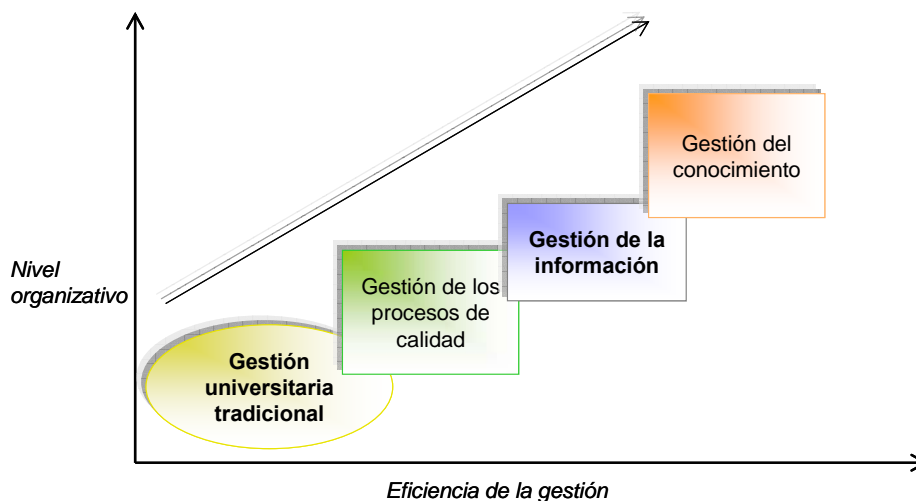 Gestión del
conocimiento
Gestión de la
información
Nivel
organizativo
Gestión de los
procesos de
calidad
Gestión
universitaria
tradicional
Eficiencia de la gestión